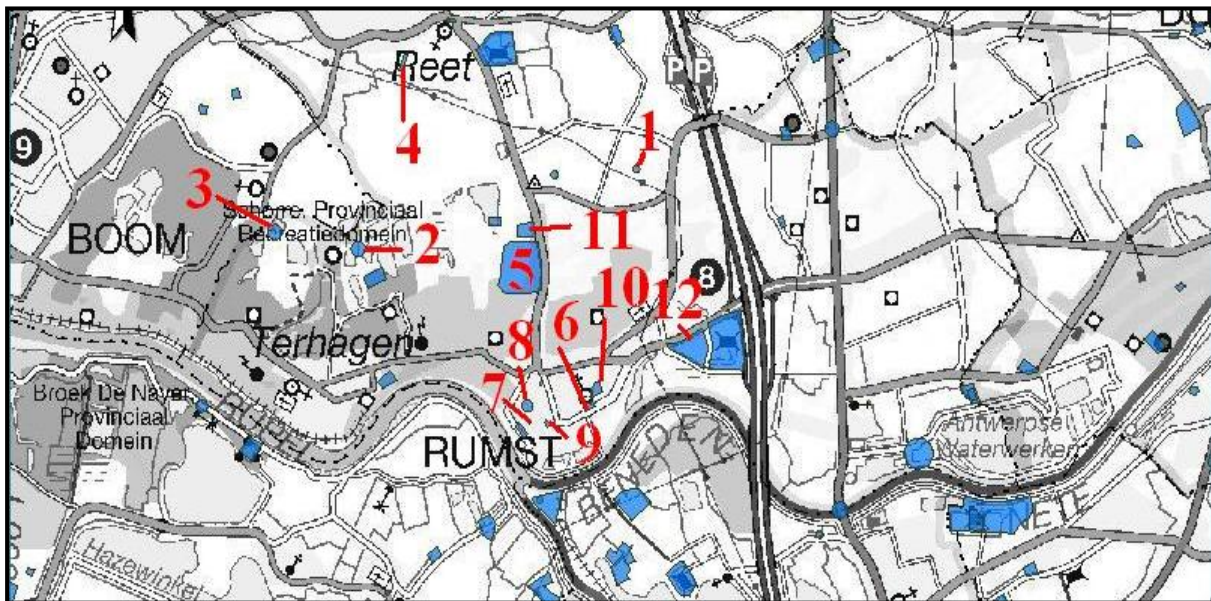 Reet
P P
1
4
9
3
Schorre Provinciaal
Recreatiedomein
BOOM
2
11
5
10
8
12
6
8
Terhagen
7
Broek De Nayer
Provinciaal
Domein
RUPEL
9
RUMST
BENEDEN
Antwerpse
Waterwerken
NETE
Hazewinkel